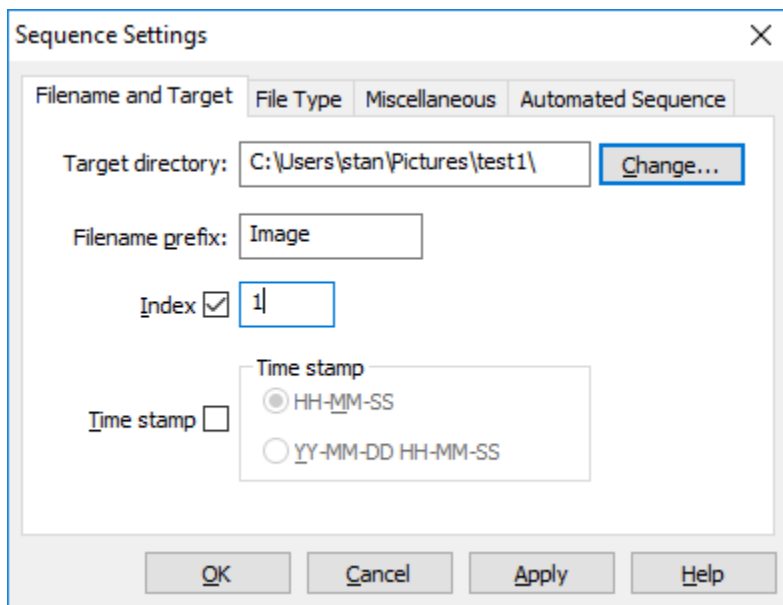 Sequence Settings
Filename and Target File Type Miscellaneous Automated Sequence
Target directory: C:\Users\stan\Pictures\test1\ Change...
Filename prefix: Image
Index 1
Time stamp
HH-MM-SS
Time stamp
YY-MM-DD HH-MM-SS
OK Cancel Apply Help